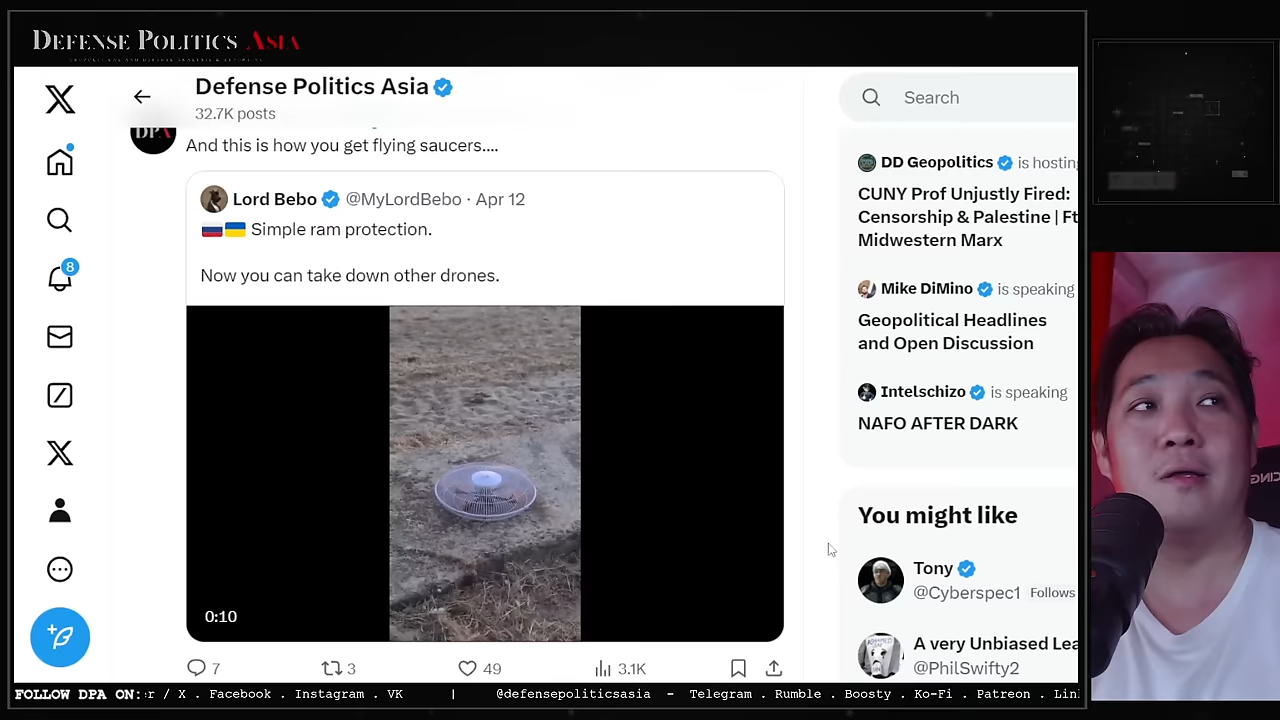 DEFENSE POLITICS ASIA
Defense Politics Asia
32.7K posts
DPA
And this is how you get flying saucers....
Lord Bebo @MyLordBebo · Apr 12
🇷🇺🇺🇦 Simple ram protection.
Now you can take down other drones.
0:10
7
3
49
3.1K
8
Search
DD Geopolitics is hosting
CUNY Prof Unjustly Fired:
Censorship & Palestine | Ft
Midwestern Marx
Mike DiMino is speaking
Geopolitical Headlines
and Open Discussion
Intelschizo is speaking
NAFO AFTER DARK
You might like
Tony
@Cyberspec1 Follows
A very Unbiased Lea
@PhilSwifty2
FOLLOW DPA ON: er / X . Facebook . Instagram . VK | @defensepoliticsasia - Telegram . Rumble . Boosty . Ko-Fi . Patreon . Lin